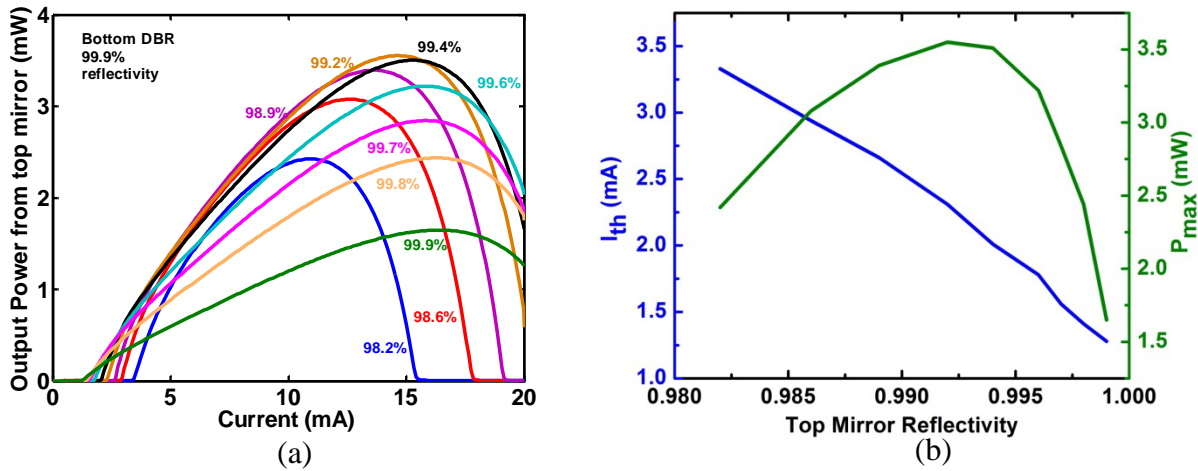 Output Power from top mirror (mW)
4
3
2
1
0
Bottom DBR
99.9%
reflectivity
99.2%
99.4%
99.6%
98.9%
99.7%
99.8%
99.9%
98.6%
98.2%
0 5 10 15 20
Current (mA)
(a)
I_th (mA)
3.5
3.0
2.5
2.0
1.5
1.0
3.5
3.0
2.5
2.0
1.5
P_max (mW)
0.980 0.985 0.990 0.995 1.000
Top Mirror Reflectivity
(b)